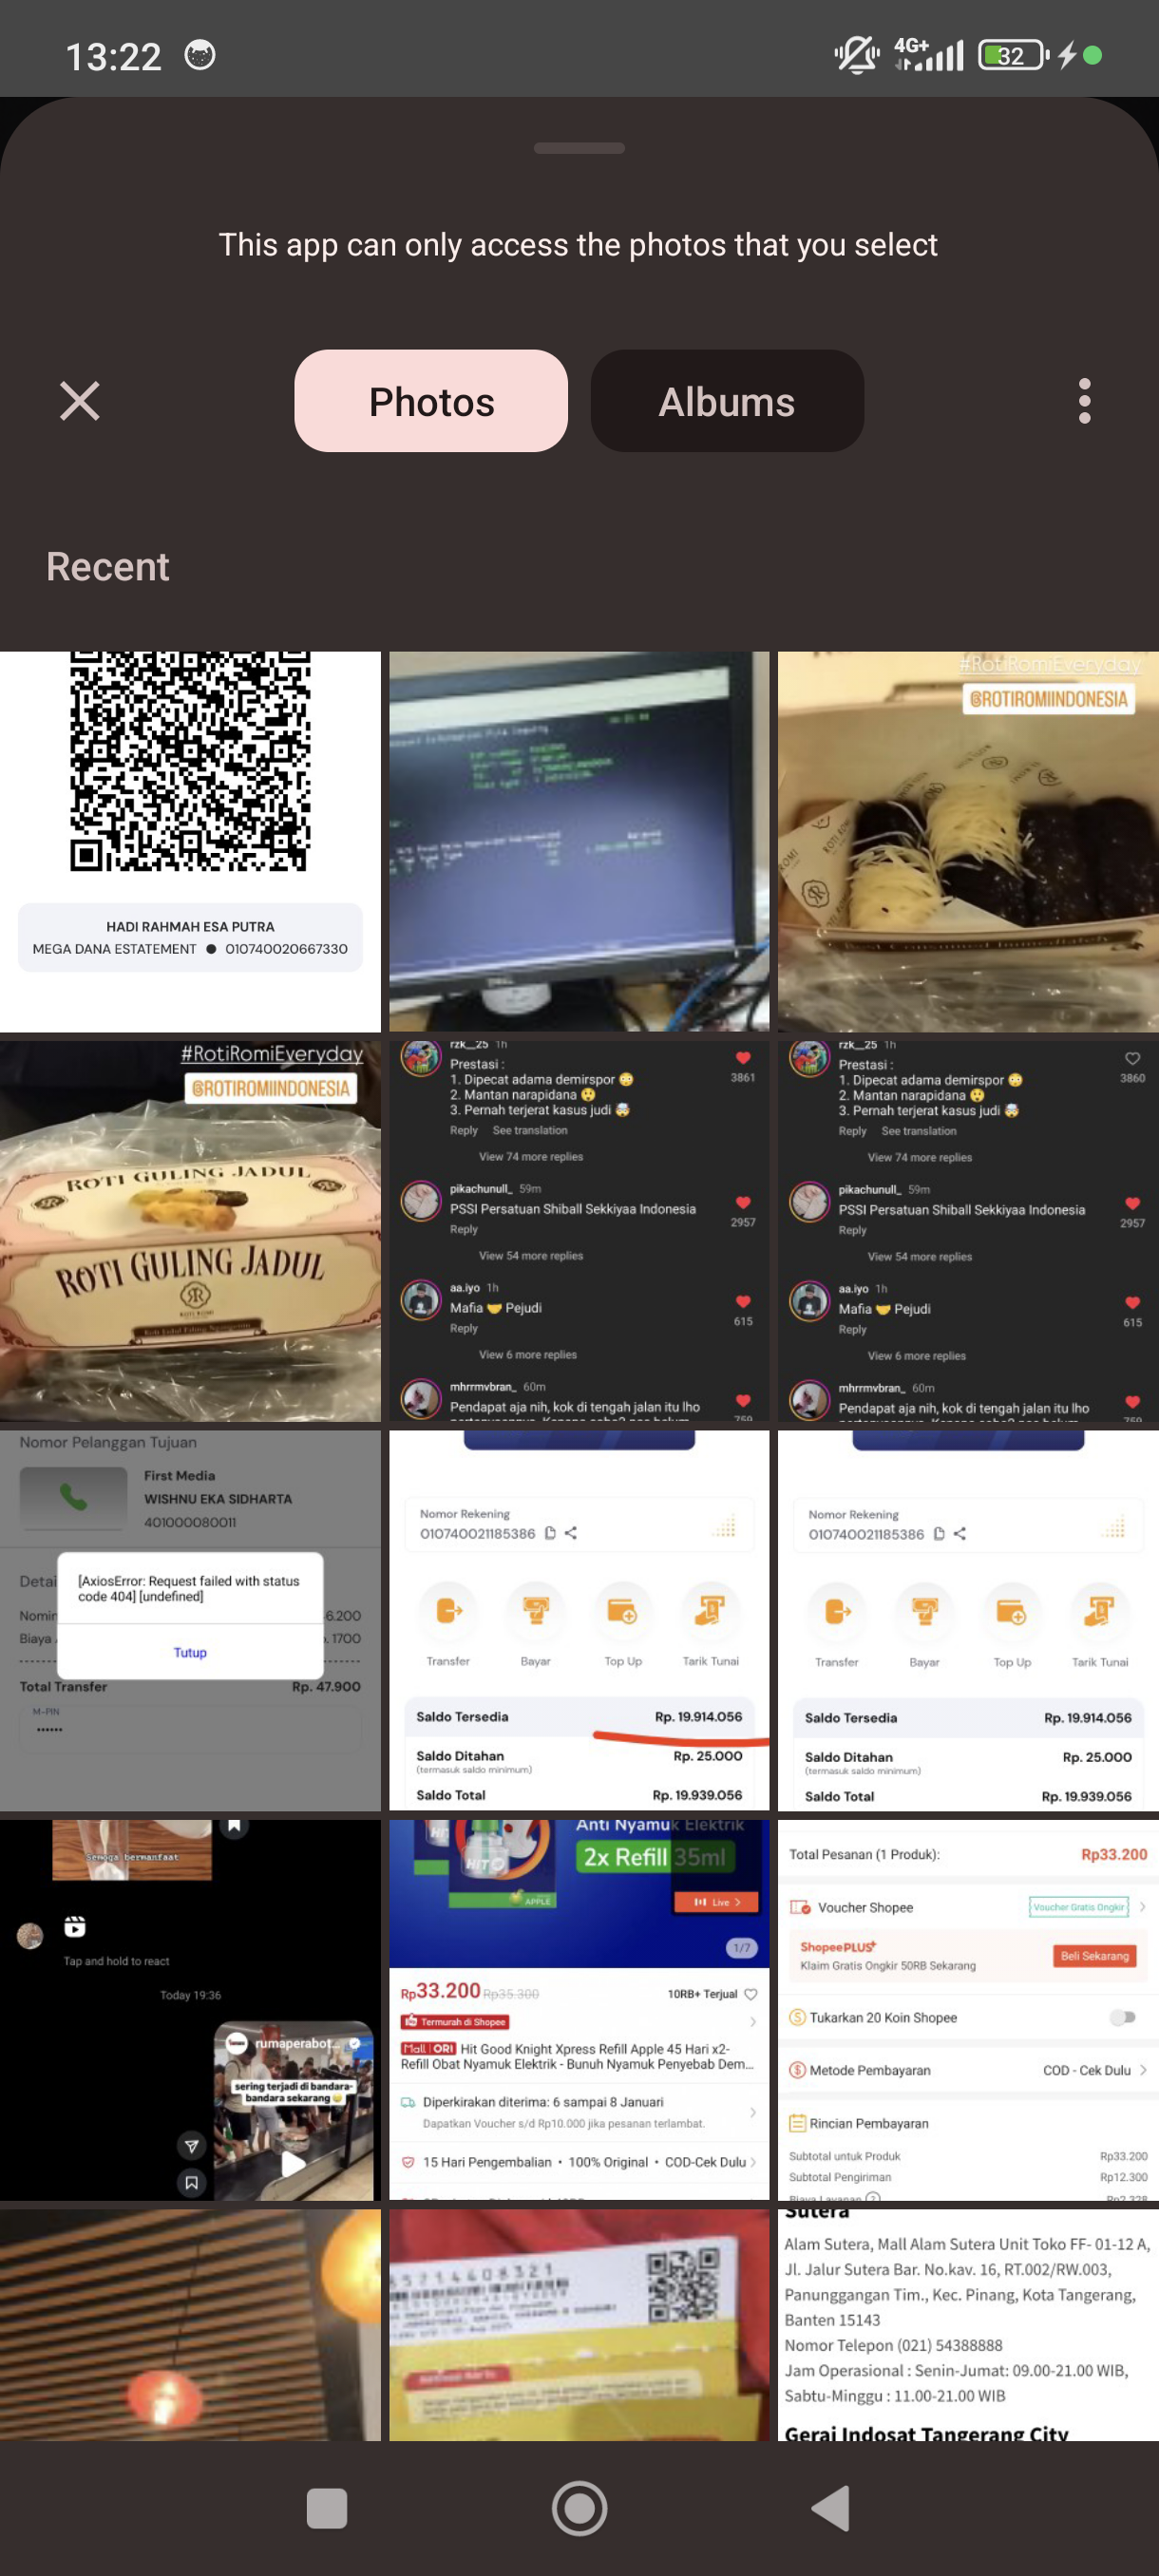 13:22
4G+
32
This app can only access the photos that you select
Photos
Albums
Recent
HADI RAHMAH ESA PUTRA
MEGA DANA ESTATEMENT ● 010740020667330
#RotiRomiEveryday
@ROTIROMIINDONESIA
#RotiRomiEveryday
@ROTIROMIINDONESIA
ROTI GULING JADUL
ROTI GULING JADUL
rzk__25 1h
Prestasi :
1. Dipecat adama demirspor 😳
2. Mantan narapidana 😲
3. Pernah terjerat kasus judi 🤯
3861
Reply See translation
View 74 more replies
pikachunull_ 59m
PSSI Persatuan Shiball Sekkiyaa Indonesia
2957
Reply
View 54 more replies
aa.iyo 1h
Mafia 🤝 Pejudi
615
Reply
View 6 more replies
mhrrmvbran_ 60m
Pendapat aja nih, kok di tengah jalan itu lho
759
rzk__25 1h
Prestasi :
1. Dipecat adama demirspor 😳
2. Mantan narapidana 😲
3. Pernah terjerat kasus judi 🤯
3860
Reply See translation
View 74 more replies
pikachunull_ 59m
PSSI Persatuan Shiball Sekkiyaa Indonesia
2957
Reply
View 54 more replies
aa.iyo 1h
Mafia 🤝 Pejudi
615
Reply
View 6 more replies
mhrrmvbran_ 60m
Pendapat aja nih, kok di tengah jalan itu lho
Nomor Pelanggan Tujuan
First Media
WISHNU EKA SIDHARTA
401000080011
[AxiosError: Request failed with status
code 404] [undefined]
Tutup
6.200
Biaya
1700
Total Transfer Rp. 47.900
M-PIN
••••••
Nomor Rekening
010740021185386
Transfer Bayar Top Up Tarik Tunai
Saldo Tersedia Rp. 19.914.056
Saldo Ditahan Rp. 25.000
(termasuk saldo minimum)
Saldo Total Rp. 19.939.056
Nomor Rekening
010740021185386
Transfer Bayar Top Up Tarik Tunai
Saldo Tersedia Rp. 19.914.056
Saldo Ditahan Rp. 25.000
(termasuk saldo minimum)
Saldo Total Rp. 19.939.056
Semoga bermanfaat
Tap and hold to react
Today 19:36
rumaperabot...
sering terjadi di bandara-
bandara sekarang
Anti Nyamuk Elektrik
2x Refill 35ml
HIT
APPLE
Live >
1/7
Rp33.200 Rp35.300 10RB+ Terjual
Termurah di Shopee
Mall | ORI Hit Good Knight Xpress Refill Apple 45 Hari x2-
Refill Obat Nyamuk Elektrik - Bunuh Nyamuk Penyebab Dem...
Diperkirakan diterima: 6 sampai 8 Januari
Dapatkan Voucher s/d Rp10.000 jika pesanan terlambat.
15 Hari Pengembalian • 100% Original • COD-Cek Dulu
Total Pesanan (1 Produk): Rp33.200
Voucher Shopee Voucher Gratis Ongkir
ShopeePLUS+
Klaim Gratis Ongkir 50RB Sekarang
Beli Sekarang
Tukarkan 20 Koin Shopee
Metode Pembayaran COD - Cek Dulu
Rincian Pembayaran
Subtotal untuk Produk Rp33.200
Subtotal Pengiriman Rp12.300
Biaya Layanan Rp2.328
Sutera
Alam Sutera, Mall Alam Sutera Unit Toko FF- 01-12 A,
Jl. Jalur Sutera Bar. No.kav. 16, RT.002/RW.003,
Panunggangan Tim., Kec. Pinang, Kota Tangerang,
Banten 15143
Nomor Telepon (021) 54388888
Jam Operasional : Senin-Jumat: 09.00-21.00 WIB,
Sabtu-Minggu : 11.00-21.00 WIB
Gerai Indosat Tangerang City